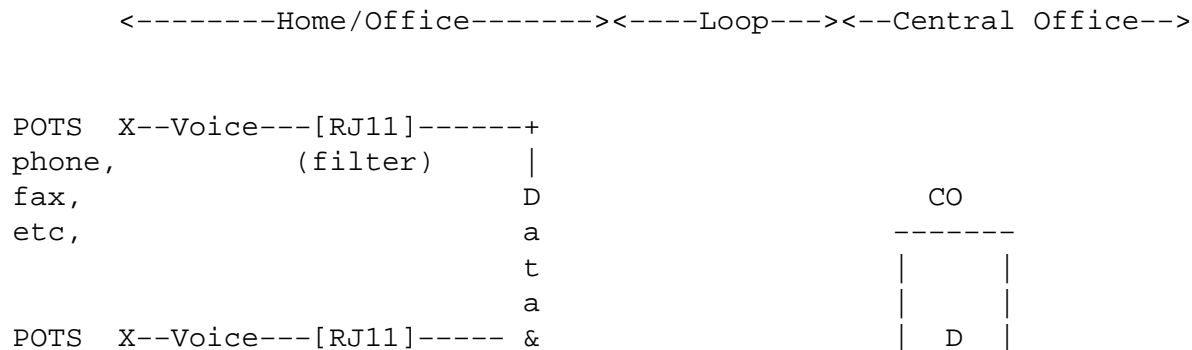 <--------Home/Office-------><----Loop---><--Central Office-->
POTS  X--Voice---[RJ11]------+
phone,          (filter)     |
fax,                         D                       CO
etc,                         a                     -------
                             t                     |     |
                             a                     |     |
POTS  X--Voice---[RJ11]----- &                     |  D  |